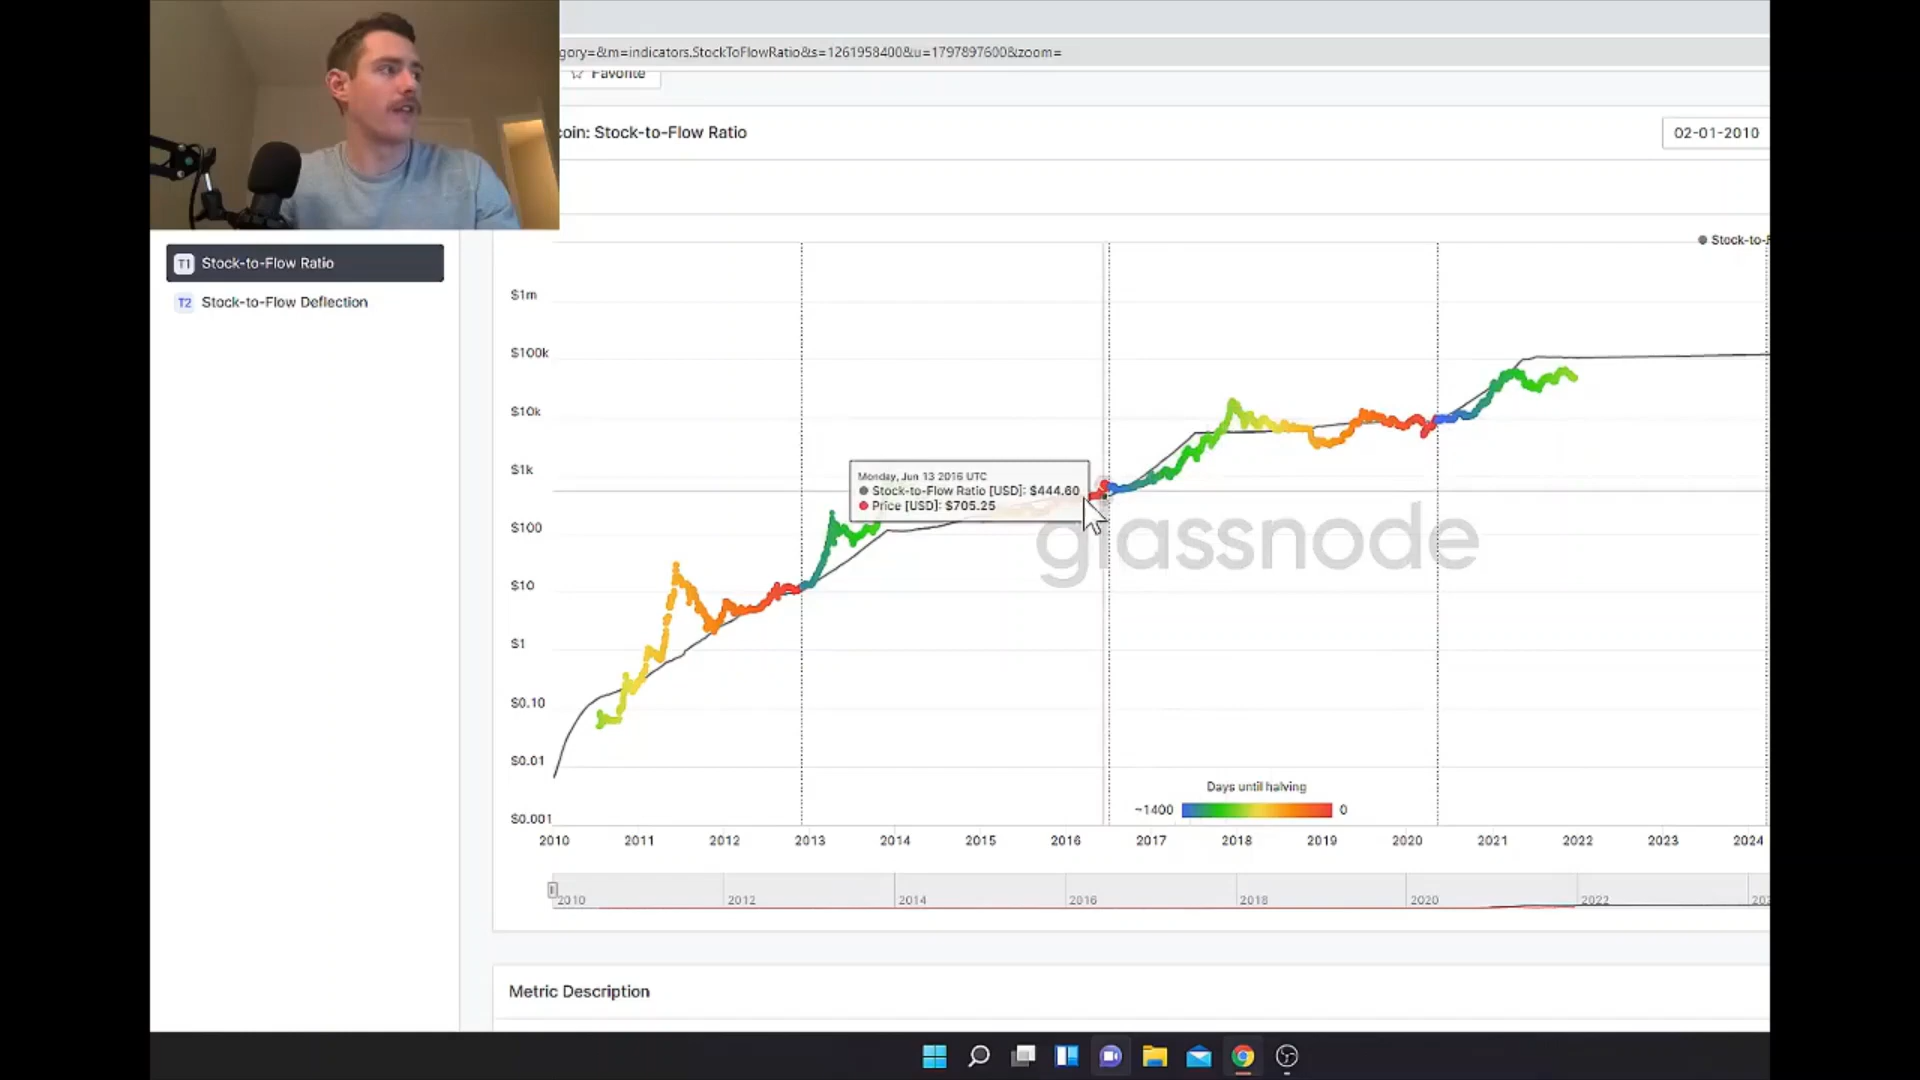 gory=&m=indicators.StockToFlowRatio&s=1261958400&u=1797897600&zoom=
Favorite
coin: Stock-to-Flow Ratio
02-01-2010
T1 Stock-to-Flow Ratio
T2 Stock-to-Flow Deflection
Stock-to-F
$1m
$100k
$10k
$1k
$100
$10
$1
$0.10
$0.01
$0.001
Monday, Jun 13 2016 UTC
Stock-to-Flow Ratio [USD]: $444.60
Price [USD]: $705.25
glassnode
Days until halving
~1400 0
2010 2011 2012 2013 2014 2015 2016 2017 2018 2019 2020 2021 2022 2023 2024
2010 2012 2014 2016 2018 2020 2022 202
Metric Description